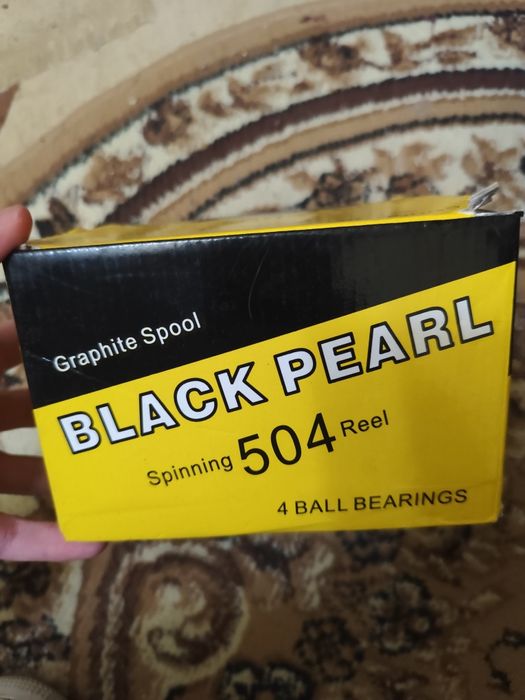 Graphite Spool
BLACK PEARL
Spinning 504 Reel
4 BALL BEARINGS